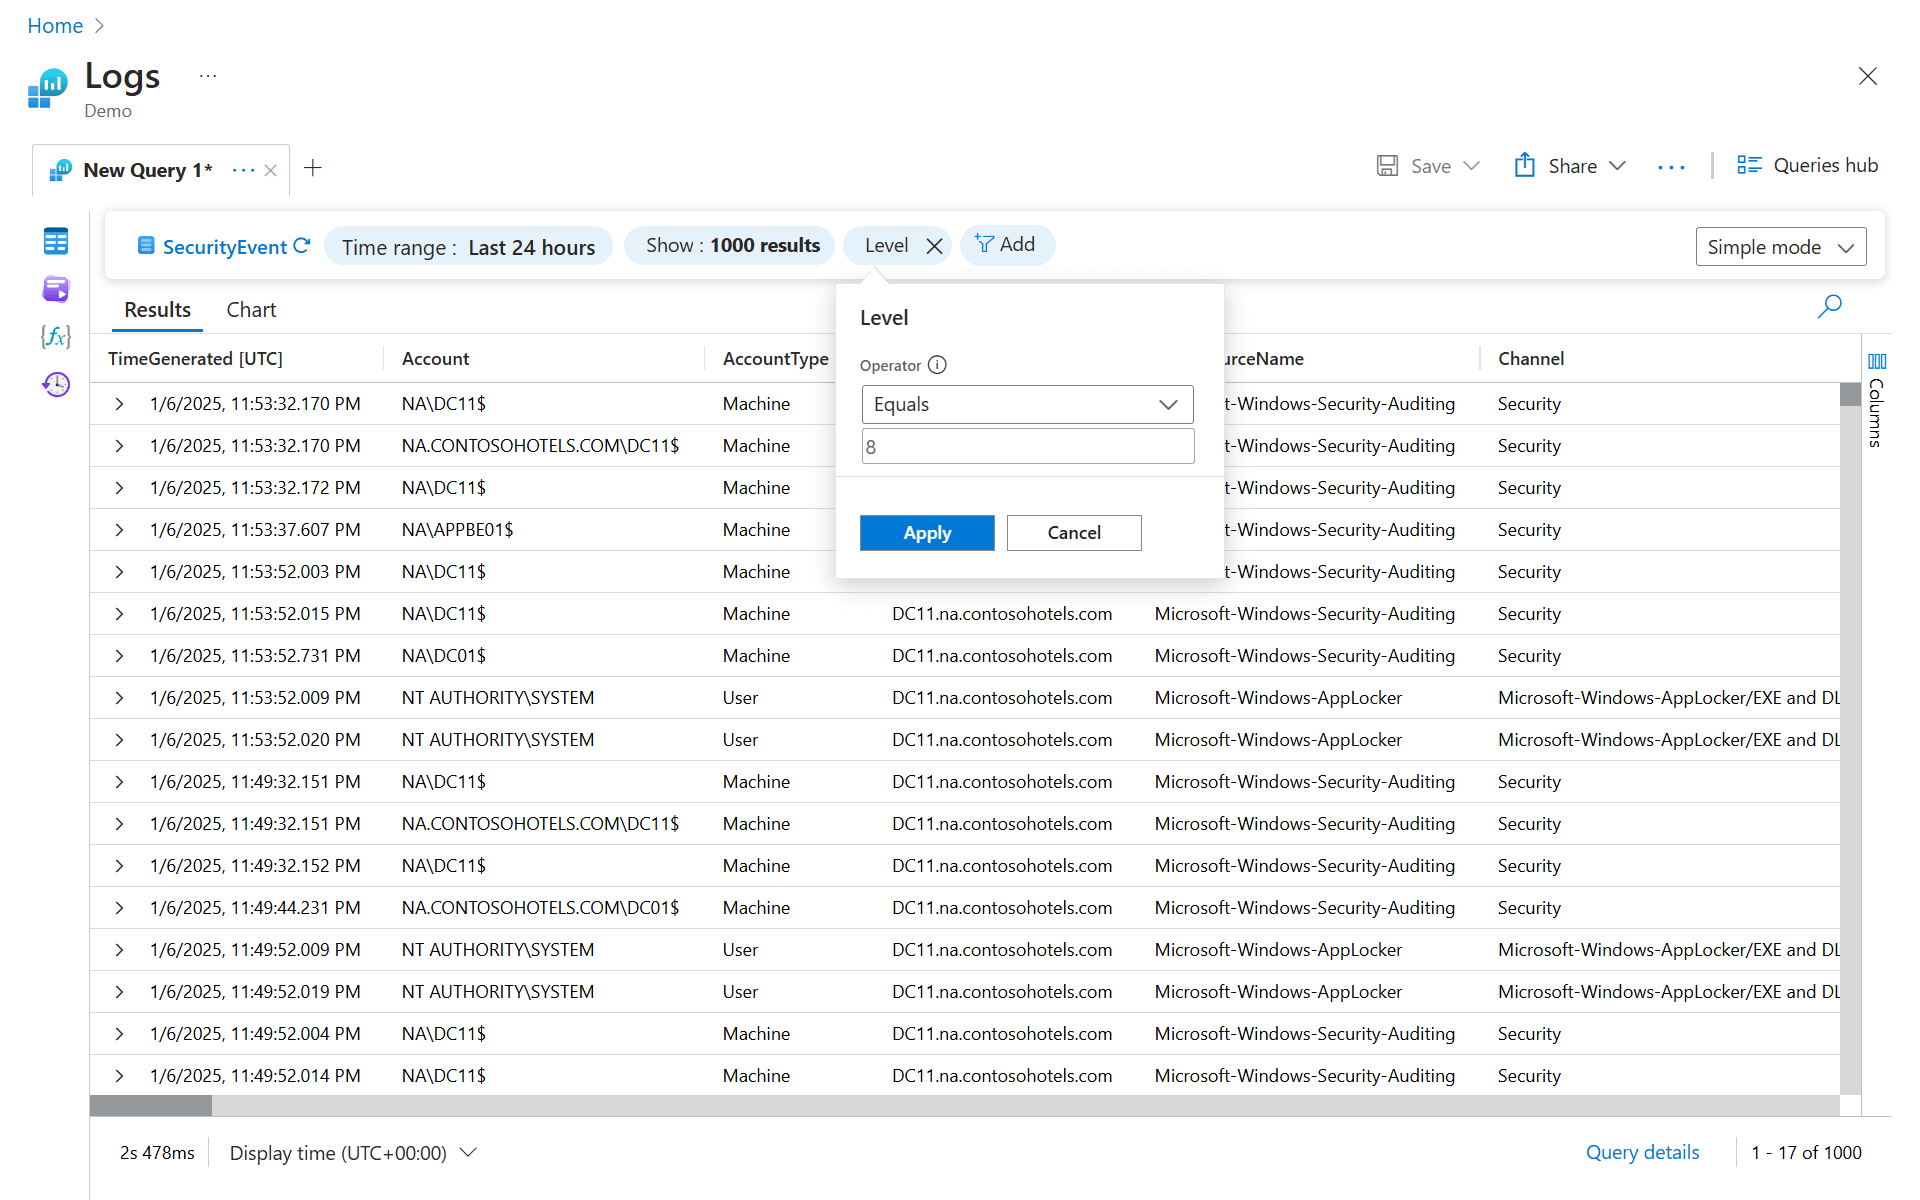 Home
Logs ...
Demo
New Query 1* ...
Save Share ... Queries hub
SecurityEvent Time range : Last 24 hours Show : 1000 results Level Add Simple mode
Results Chart
Level
Operator
Equals
8
Apply Cancel
TimeGenerated [UTC] Account AccountType urceName Channel
Columns
1/6/2025, 11:53:32.170 PM NA\DC11$ Machine t-Windows-Security-Auditing Security
1/6/2025, 11:53:32.170 PM NA.CONTOSOHOTELS.COM\DC11$ Machine t-Windows-Security-Auditing Security
1/6/2025, 11:53:32.172 PM NA\DC11$ Machine t-Windows-Security-Auditing Security
1/6/2025, 11:53:37.607 PM NA\APPBE01$ Machine t-Windows-Security-Auditing Security
1/6/2025, 11:53:52.003 PM NA\DC11$ Machine t-Windows-Security-Auditing Security
1/6/2025, 11:53:52.015 PM NA\DC11$ Machine DC11.na.contosohotels.com Microsoft-Windows-Security-Auditing Security
1/6/2025, 11:53:52.731 PM NA\DC01$ Machine DC11.na.contosohotels.com Microsoft-Windows-Security-Auditing Security
1/6/2025, 11:53:52.009 PM NT AUTHORITY\SYSTEM User DC11.na.contosohotels.com Microsoft-Windows-AppLocker Microsoft-Windows-AppLocker/EXE and DL
1/6/2025, 11:53:52.020 PM NT AUTHORITY\SYSTEM User DC11.na.contosohotels.com Microsoft-Windows-AppLocker Microsoft-Windows-AppLocker/EXE and DL
1/6/2025, 11:49:32.151 PM NA\DC11$ Machine DC11.na.contosohotels.com Microsoft-Windows-Security-Auditing Security
1/6/2025, 11:49:32.151 PM NA.CONTOSOHOTELS.COM\DC11$ Machine DC11.na.contosohotels.com Microsoft-Windows-Security-Auditing Security
1/6/2025, 11:49:32.152 PM NA\DC11$ Machine DC11.na.contosohotels.com Microsoft-Windows-Security-Auditing Security
1/6/2025, 11:49:44.231 PM NA.CONTOSOHOTELS.COM\DC01$ Machine DC11.na.contosohotels.com Microsoft-Windows-Security-Auditing Security
1/6/2025, 11:49:52.009 PM NT AUTHORITY\SYSTEM User DC11.na.contosohotels.com Microsoft-Windows-AppLocker Microsoft-Windows-AppLocker/EXE and DL
1/6/2025, 11:49:52.019 PM NT AUTHORITY\SYSTEM User DC11.na.contosohotels.com Microsoft-Windows-AppLocker Microsoft-Windows-AppLocker/EXE and DL
1/6/2025, 11:49:52.004 PM NA\DC11$ Machine DC11.na.contosohotels.com Microsoft-Windows-Security-Auditing Security
1/6/2025, 11:49:52.014 PM NA\DC11$ Machine DC11.na.contosohotels.com Microsoft-Windows-Security-Auditing Security
2s 478ms Display time (UTC+00:00) Query details 1 - 17 of 1000